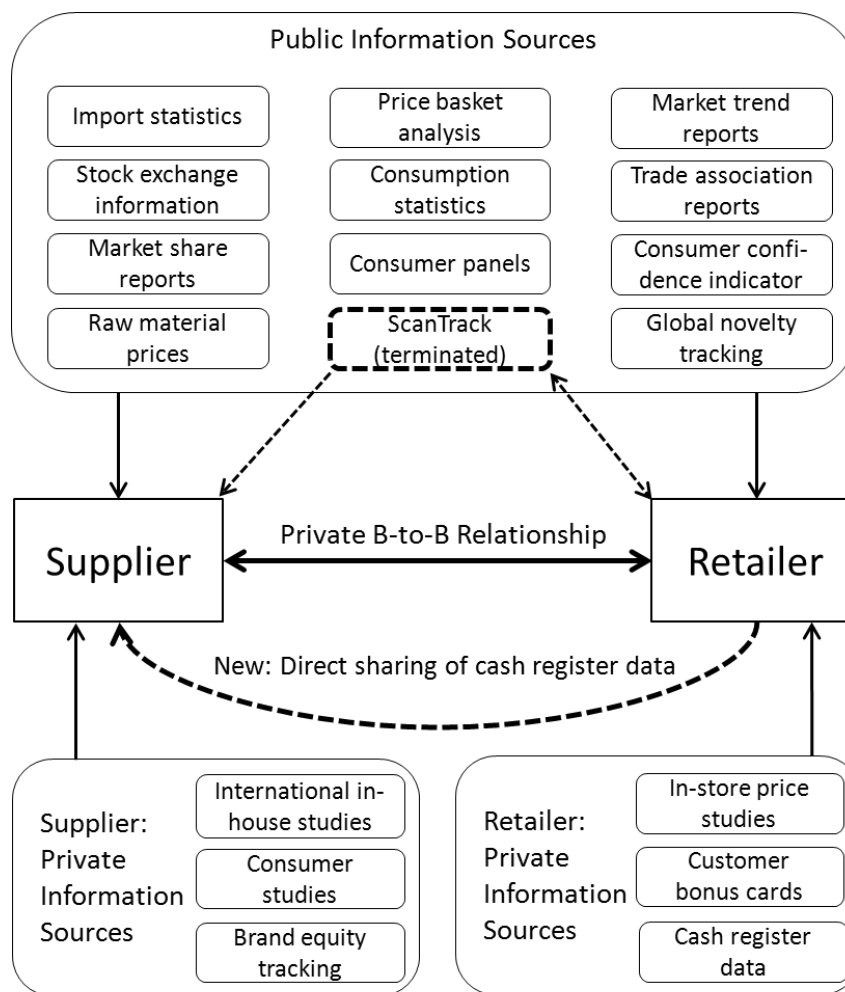 Public Information Sources
Import statistics
Price basket
analysis
Market trend
reports
Stock exchange
information
Consumption
statistics
Trade association
reports
Market share
reports
Consumer panels
Consumer confi-
dence indicator
Raw material
prices
ScanTrack
(terminated)
Global novelty
tracking
Supplier
Private B-to-B Relationship
Retailer
New: Direct sharing of cash register data
Supplier:
Private
Information
Sources
International in-
house studies
Consumer
studies
Brand equity
tracking
Retailer:
Private
Information
Sources
In-store price
studies
Customer
bonus cards
Cash register
data